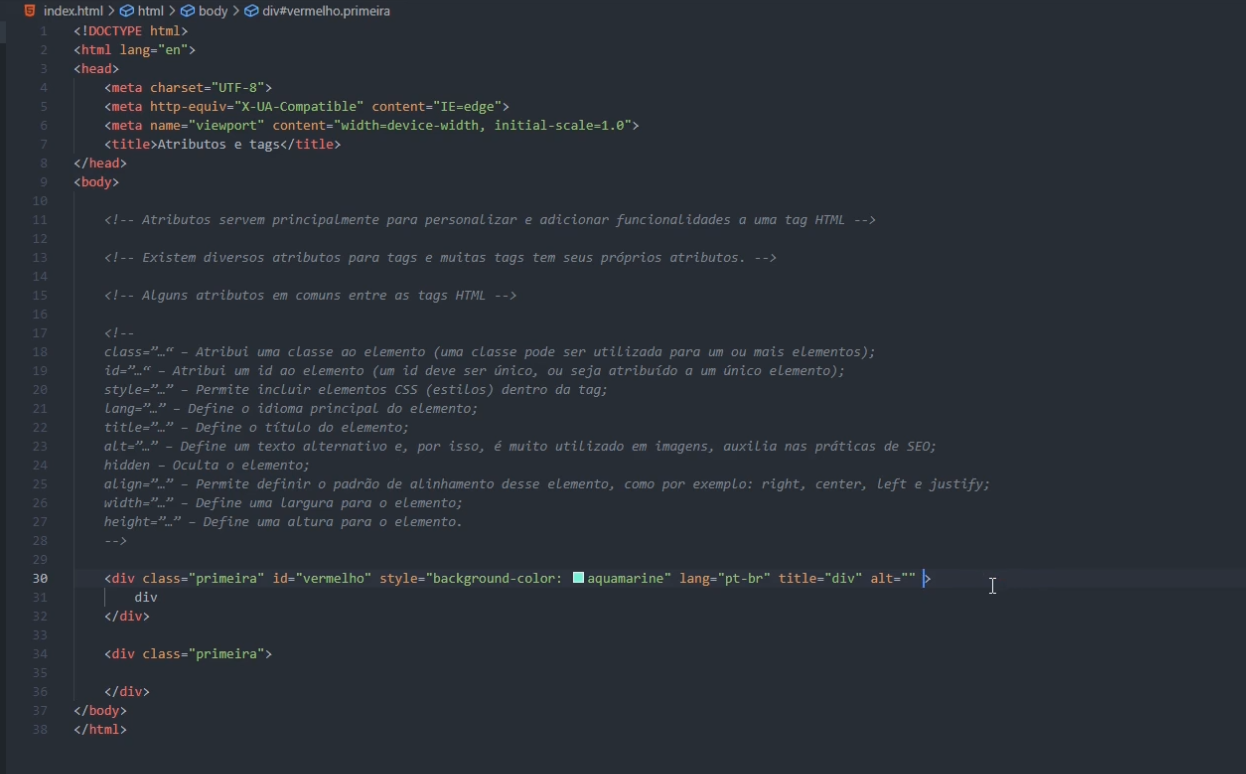 index.html > html > body > div#vermelho.primeira
1 <!DOCTYPE html>
2 <html lang="en">
3 <head>
4 <meta charset="UTF-8">
5 <meta http-equiv="X-UA-Compatible" content="IE=edge">
6 <meta name="viewport" content="width=device-width, initial-scale=1.0">
7 <title>Atributos e tags</title>
8 </head>
9 <body>
10
11 <!-- Atributos servem principalmente para personalizar e adicionar funcionalidades a uma tag HTML -->
12
13 <!-- Existem diversos atributos para tags e muitas tags tem seus próprios atributos. -->
14
15 <!-- Alguns atributos em comuns entre as tags HTML -->
16
17 <!--
18 class=”…“ – Atribui uma classe ao elemento (uma classe pode ser utilizada para um ou mais elementos);
19 id=”…“ – Atribui um id ao elemento (um id deve ser único, ou seja atribuído a um único elemento);
20 style=”…” – Permite incluir elementos CSS (estilos) dentro da tag;
21 lang=”…” – Define o idioma principal do elemento;
22 title=”…” – Define o título do elemento;
23 alt=”…” – Define um texto alternativo e, por isso, é muito utilizado em imagens, auxilia nas práticas de SEO;
24 hidden – Oculta o elemento;
25 align=”…” – Permite definir o padrão de alinhamento desse elemento, como por exemplo: right, center, left e justify;
26 width=”…” – Define uma largura para o elemento;
27 height=”…” – Define uma altura para o elemento.
28 -->
29
30 <div class="primeira" id="vermelho" style="background-color: aquamarine" lang="pt-br" title="div" alt="" >
31 div
32 </div>
33
34 <div class="primeira">
35
36 </div>
37 </body>
38 </html>